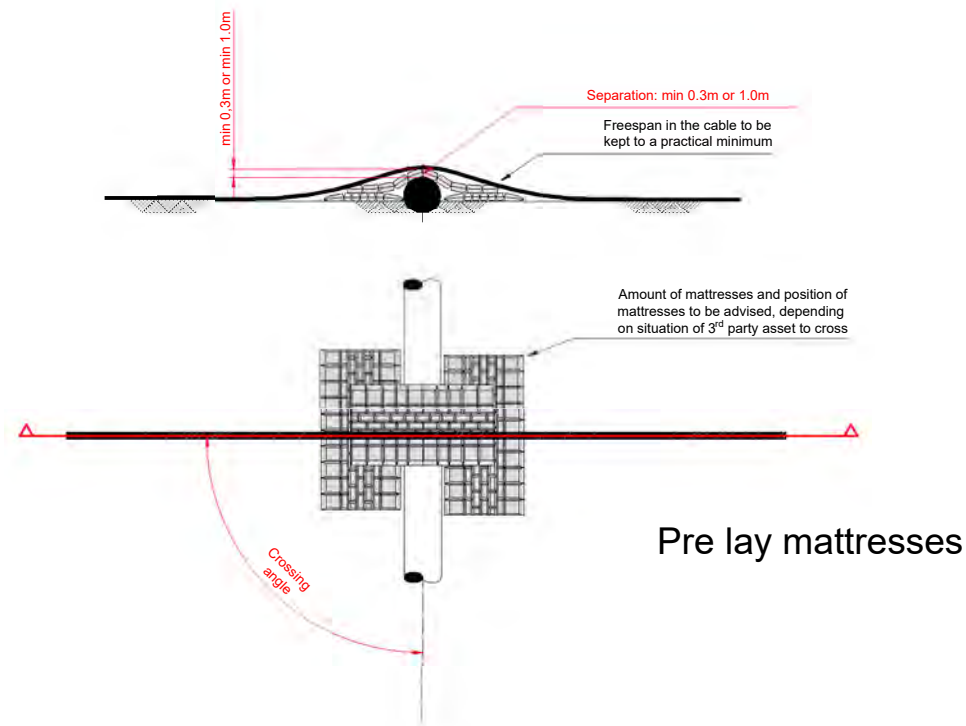 min 0,3m or min 1.0m
Separation: min 0.3m or 1.0m
Freespan in the cable to be
kept to a practical minimum
Amount of mattresses and position of
mattresses to be advised, depending
on situation of 3rd party asset to cross
Crossing
angle
Pre lay mattresses